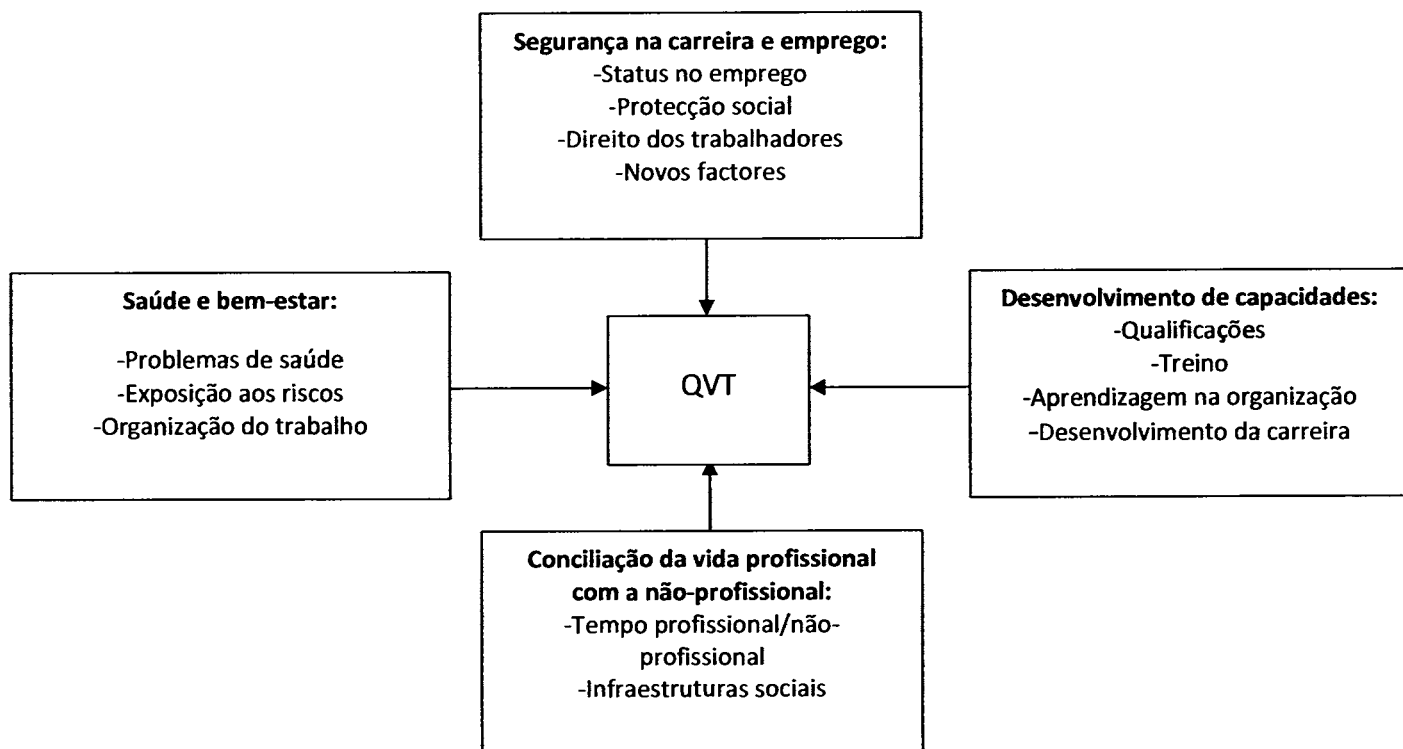 Segurança na carreira e emprego:
-Status no emprego
-Protecção social
-Direito dos trabalhadores
-Novos factores
Saúde e bem-estar:
-Problemas de saúde
-Exposição aos riscos
-Organização do trabalho
QVT
Desenvolvimento de capacidades:
-Qualificações
-Treino
-Aprendizagem na organização
-Desenvolvimento da carreira
Conciliação da vida profissional
com a não-profissional:
-Tempo profissional/não-
profissional
-Infraestruturas sociais